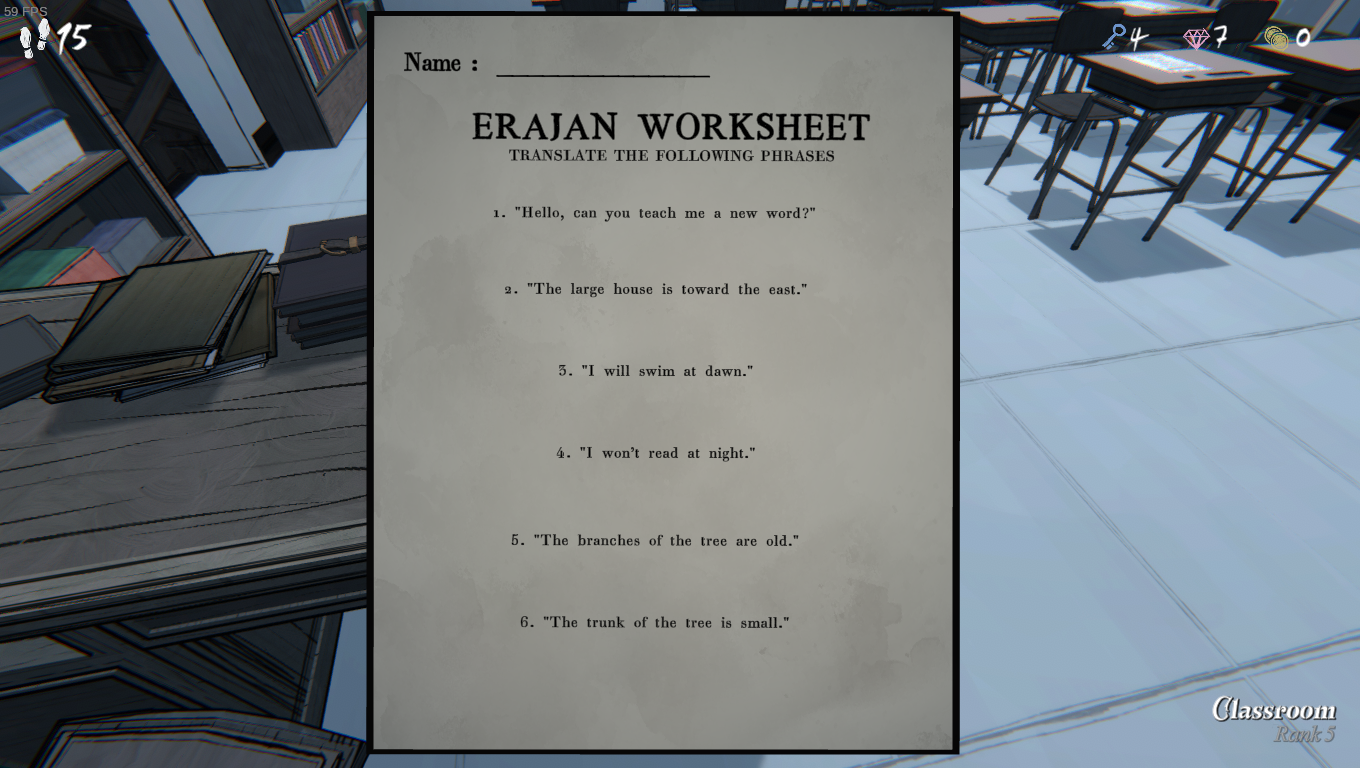 59 FPS
15
4
7
0
Name : ____________________
ERAJAN WORKSHEET
TRANSLATE THE FOLLOWING PHRASES
1. "Hello, can you teach me a new word?"
2. "The large house is toward the east."
3. "I will swim at dawn."
4. "I won't read at night."
5. "The branches of the tree are old."
6. "The trunk of the tree is small."
Classroom
Rank 5